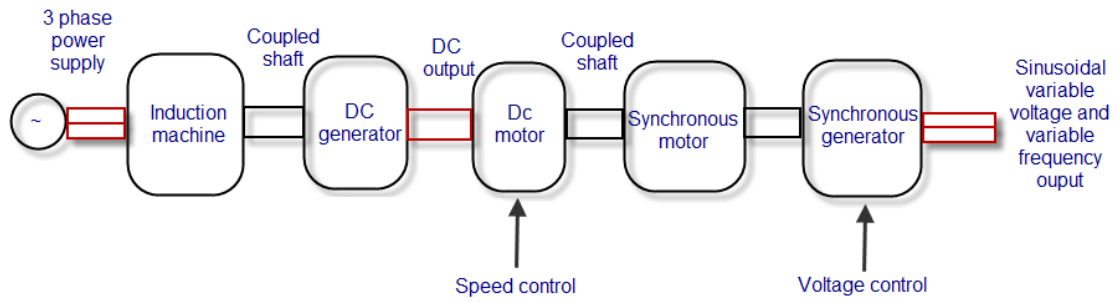 3 phase
power
supply
Coupled
shaft
DC
output
Coupled
shaft
~
Induction
machine
DC
generator
Dc
motor
Synchronous
motor
Synchronous
generator
Sinusoidal
variable
voltage and
variable
frequency
ouput
Speed control
Voltage control